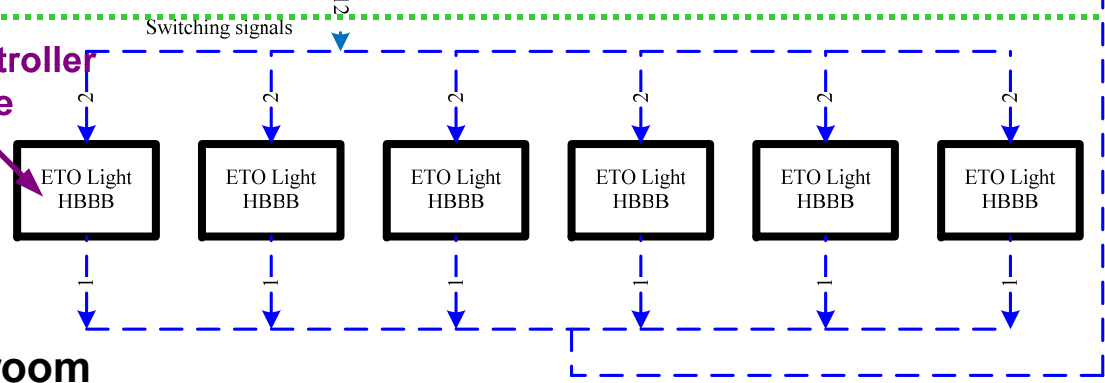 12
Switching signals
troller
e
2
2
2
2
2
2
ETO Light
HBBB
ETO Light
HBBB
ETO Light
HBBB
ETO Light
HBBB
ETO Light
HBBB
ETO Light
HBBB
1
1
1
1
1
1
room